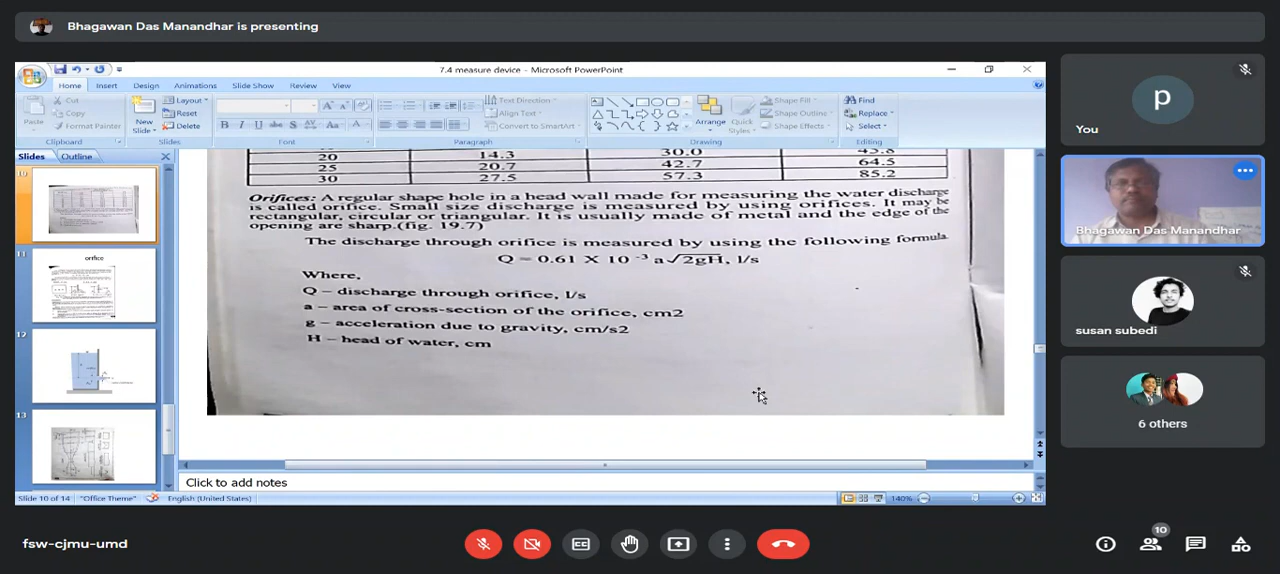 Bhagawan Das Manandhar is presenting
7.4 measure device - Microsoft PowerPoint
Home Insert Design Animations Slide Show Review View
Paste
Cut
Copy
Format Painter
Clipboard
New Slide
Layout
Reset
Delete
Slides
Font
Text Direction
Align Text
Convert to SmartArt
Paragraph
Arrange
Quick Styles
Shape Fill
Shape Outline
Shape Effects
Drawing
Find
Replace
Select
Editing
Slides Outline
10
11
orifice
12
13
30.0 43.8
20 14.3
25 20.7 42.7 64.5
30 27.5 57.3 85.2
Orifices: A regular shape hole in a head wall made for measuring the water discharge
is called orifice. Small size discharge is measured by using orifices. It may be
rectangular, circular or triangular. It is usually made of metal and the edge of the
opening are sharp.(fig. 19.7)
The discharge through orifice is measured by using the following formula.
Q = 0.61 X 10 ⁻³ a√2gH, l/s
Where,
Q – discharge through orifice, l/s
a – area of cross-section of the orifice, cm2
g – acceleration due to gravity, cm/s2
H – head of water, cm
Click to add notes
Slide 10 of 14 "Office Theme" English (United States) 140%
P
You
Bhagawan Das Manandhar
susan subedi
6 others
fsw-cjmu-umd
CC
10